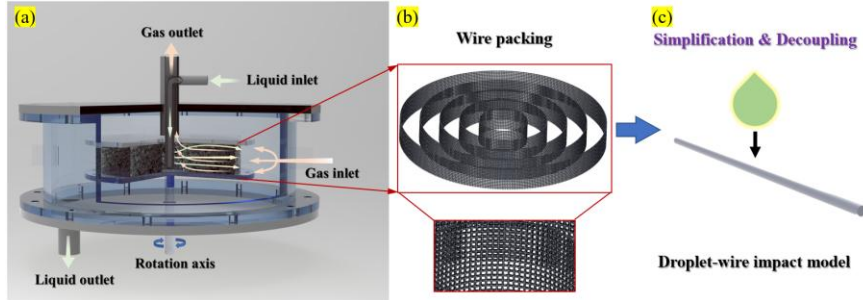 (a)
Gas outlet
Liquid inlet
Gas inlet
Liquid outlet
Rotation axis
(b)
Wire packing
(c)
Simplification & Decoupling
Droplet-wire impact model